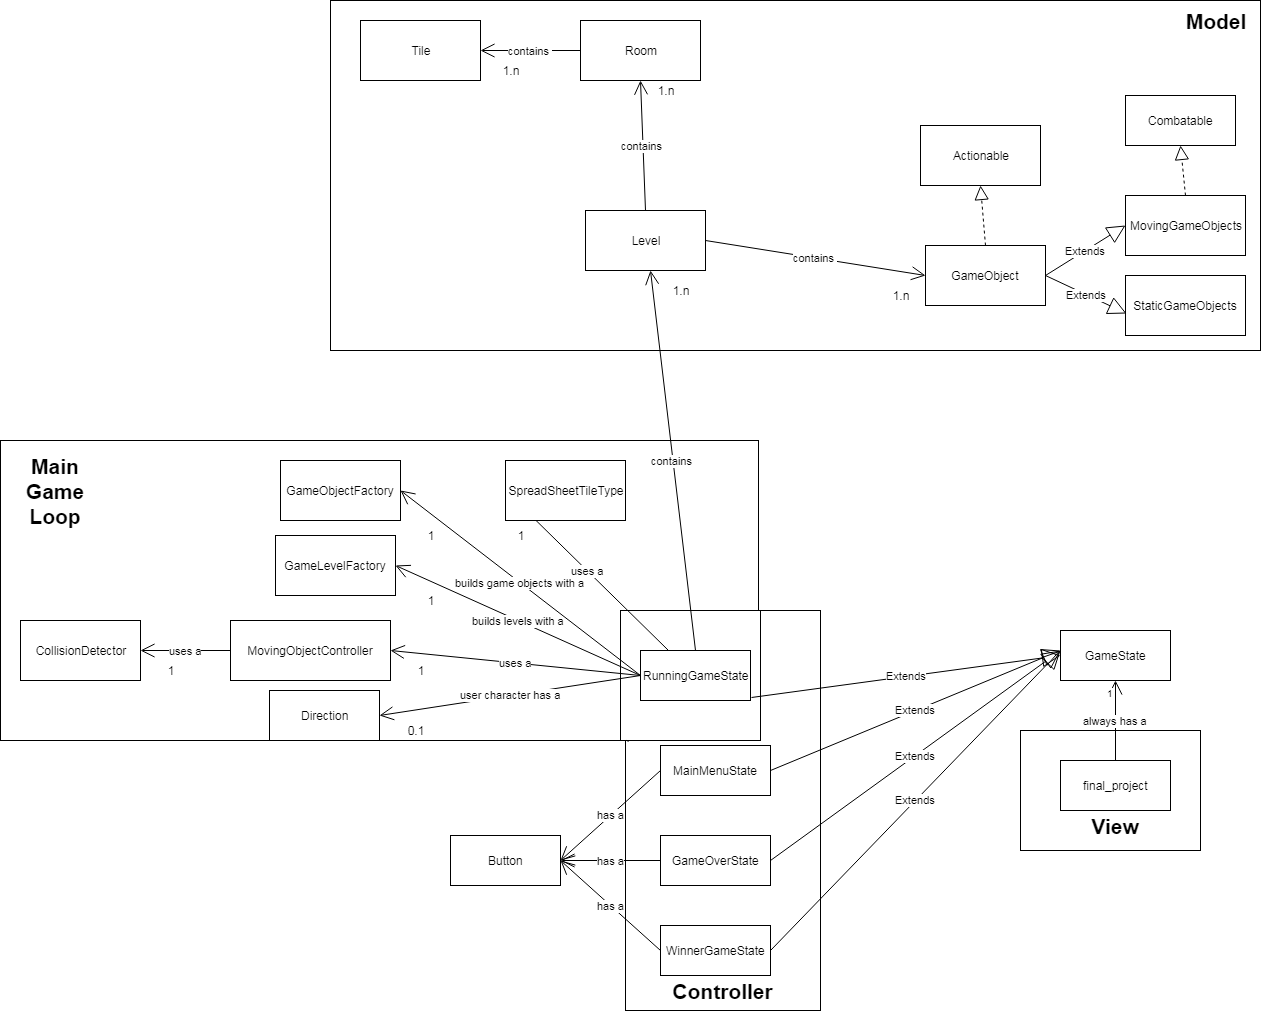 Model
Tile
contains
1.n
Room
1.n
contains
Combatable
Actionable
MovingGameObjects
Level
contains
1.n
GameObject
Extends
Extends
StaticGameObjects
1.n
contains
Main
Game
Loop
GameObjectFactory
SpreadSheetTileType
1
1
GameLevelFactory
uses a
builds game objects with a
1
builds levels with a
CollisionDetector
uses a
1
MovingObjectController
1
uses a
RunningGameState
Extends
GameState
user character has a
Direction
0.1
1
always has a
Extends
MainMenuState
Extends
final_project
View
has a
Extends
Button
has a
GameOverState
has a
WinnerGameState
Controller